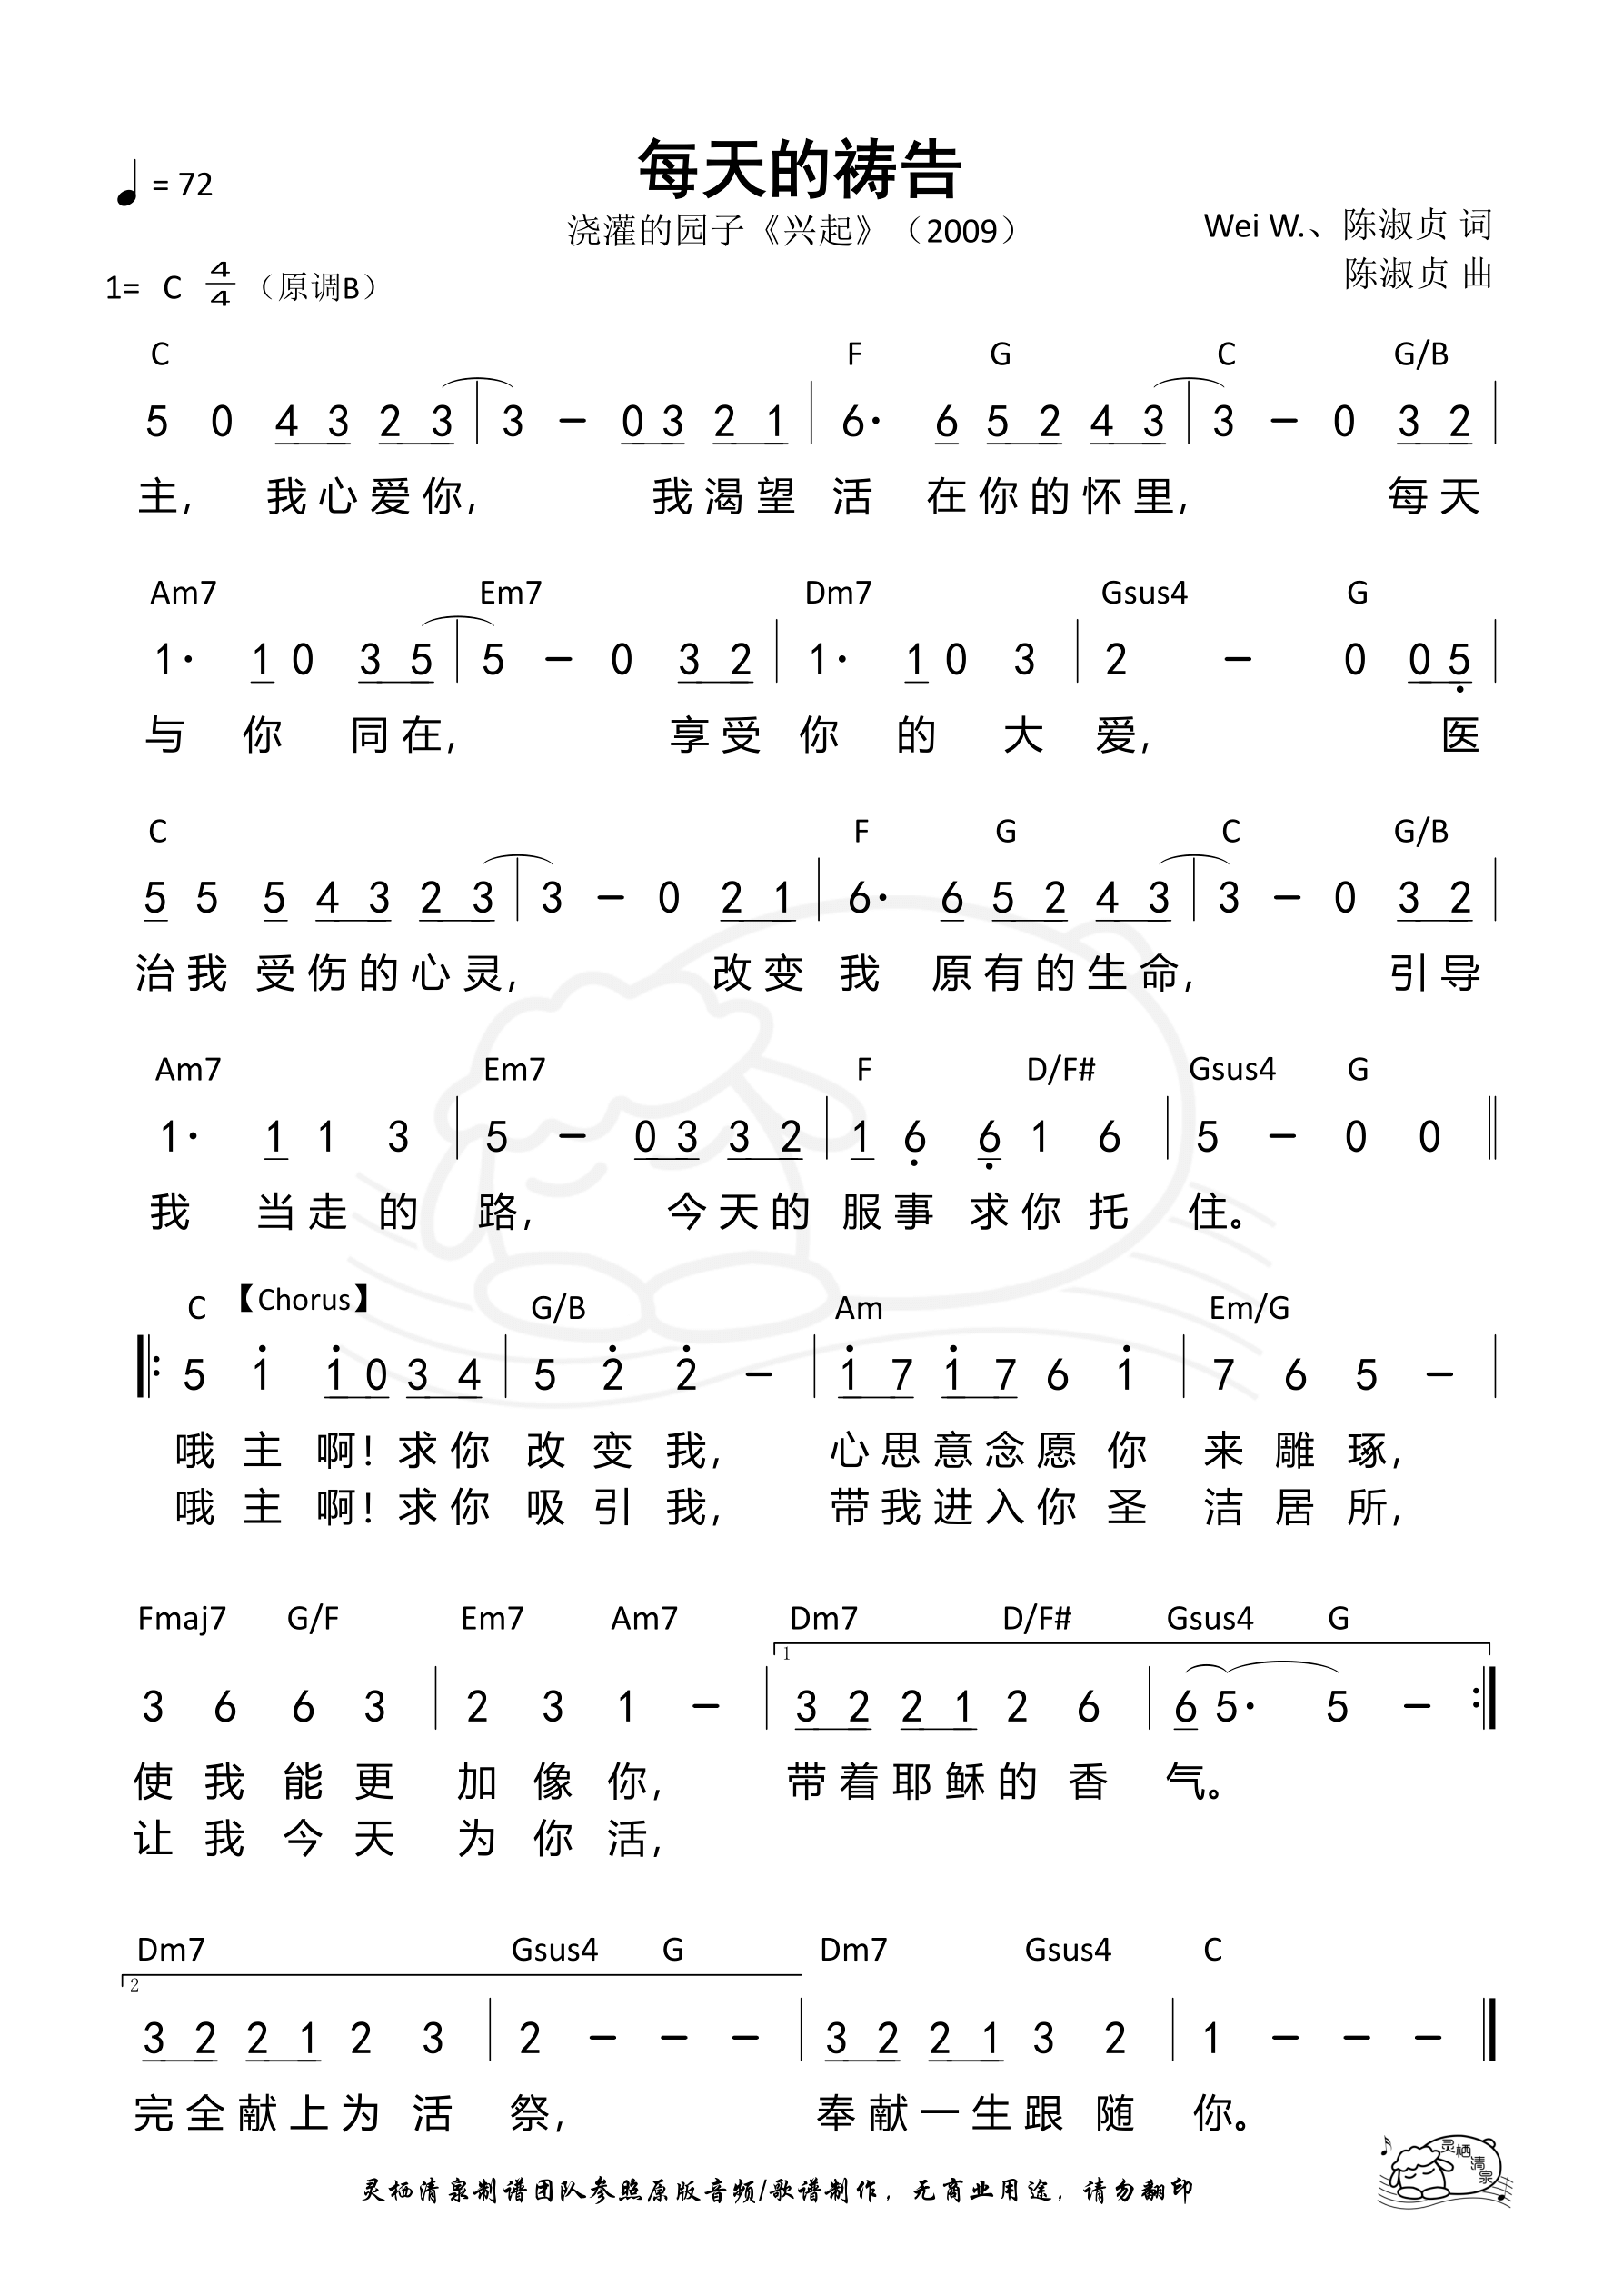 每天的祷告
♩ = 72
浇灌的园子《兴起》（2009）
Wei W.、陈淑贞 词
陈淑贞 曲
1= C 4/4 （原调B）
C F G C G/B
5 0 4 3 2 3 | 3 – 0 3 2 1 | 6· 6 5 2 4 3 | 3 – 0 3 2 |
主, 我心爱你, 我渴望 活 在你的怀里, 每天
Am7 Em7 Dm7 Gsus4 G
1· 1 0 3 5 | 5 – 0 3 2 | 1· 1 0 3 | 2 – 0 0 5̣ |
与 你 同在, 享受 你 的 大 爱, 医
C F G C G/B
5 5 5 4 3 2 3 | 3 – 0 2 1 | 6· 6 5 2 4 3 | 3 – 0 3 2 |
治我 受伤的心灵, 改变 我 原有的生命, 引导
Am7 Em7 F D/F# Gsus4 G
1· 1 1 3 | 5 – 0 3 3 2 | 1 6̣ 6̣ 1 6 | 5 – 0 0 ‖
我 当走 的 路, 今天的 服事 求你 托 住。
C 【Chorus】 G/B Am Em/G
‖: 5 1̇ 1̇ 0 3 4 | 5 2̇ 2̇ – | 1̇ 7 1̇ 7 6 1̇ | 7 6 5 – |
哦 主 啊! 求你 改 变 我, 心思意念愿 你 来 雕 琢,
哦 主 啊! 求你 吸 引 我, 带我进入你 圣 洁 居 所,
Fmaj7 G/F Em7 Am7 Dm7 D/F# Gsus4 G
1
3 6 6 3 | 2 3 1 – | 3 2 2 1 2 6 | 6 5· 5 – :‖
使 我 能 更 加 像 你, 带着耶稣的 香 气。
让 我 今 天 为 你 活,
Dm7 Gsus4 G Dm7 Gsus4 C
2
3 2 2 1 2 3 | 2 – – – | 3 2 2 1 3 2 | 1 – – – ‖
完全献上为 活 祭, 奉献一生跟 随 你。
灵栖清泉制谱团队参照原版音频/歌谱制作，无商业用途，请勿翻印
灵栖清泉